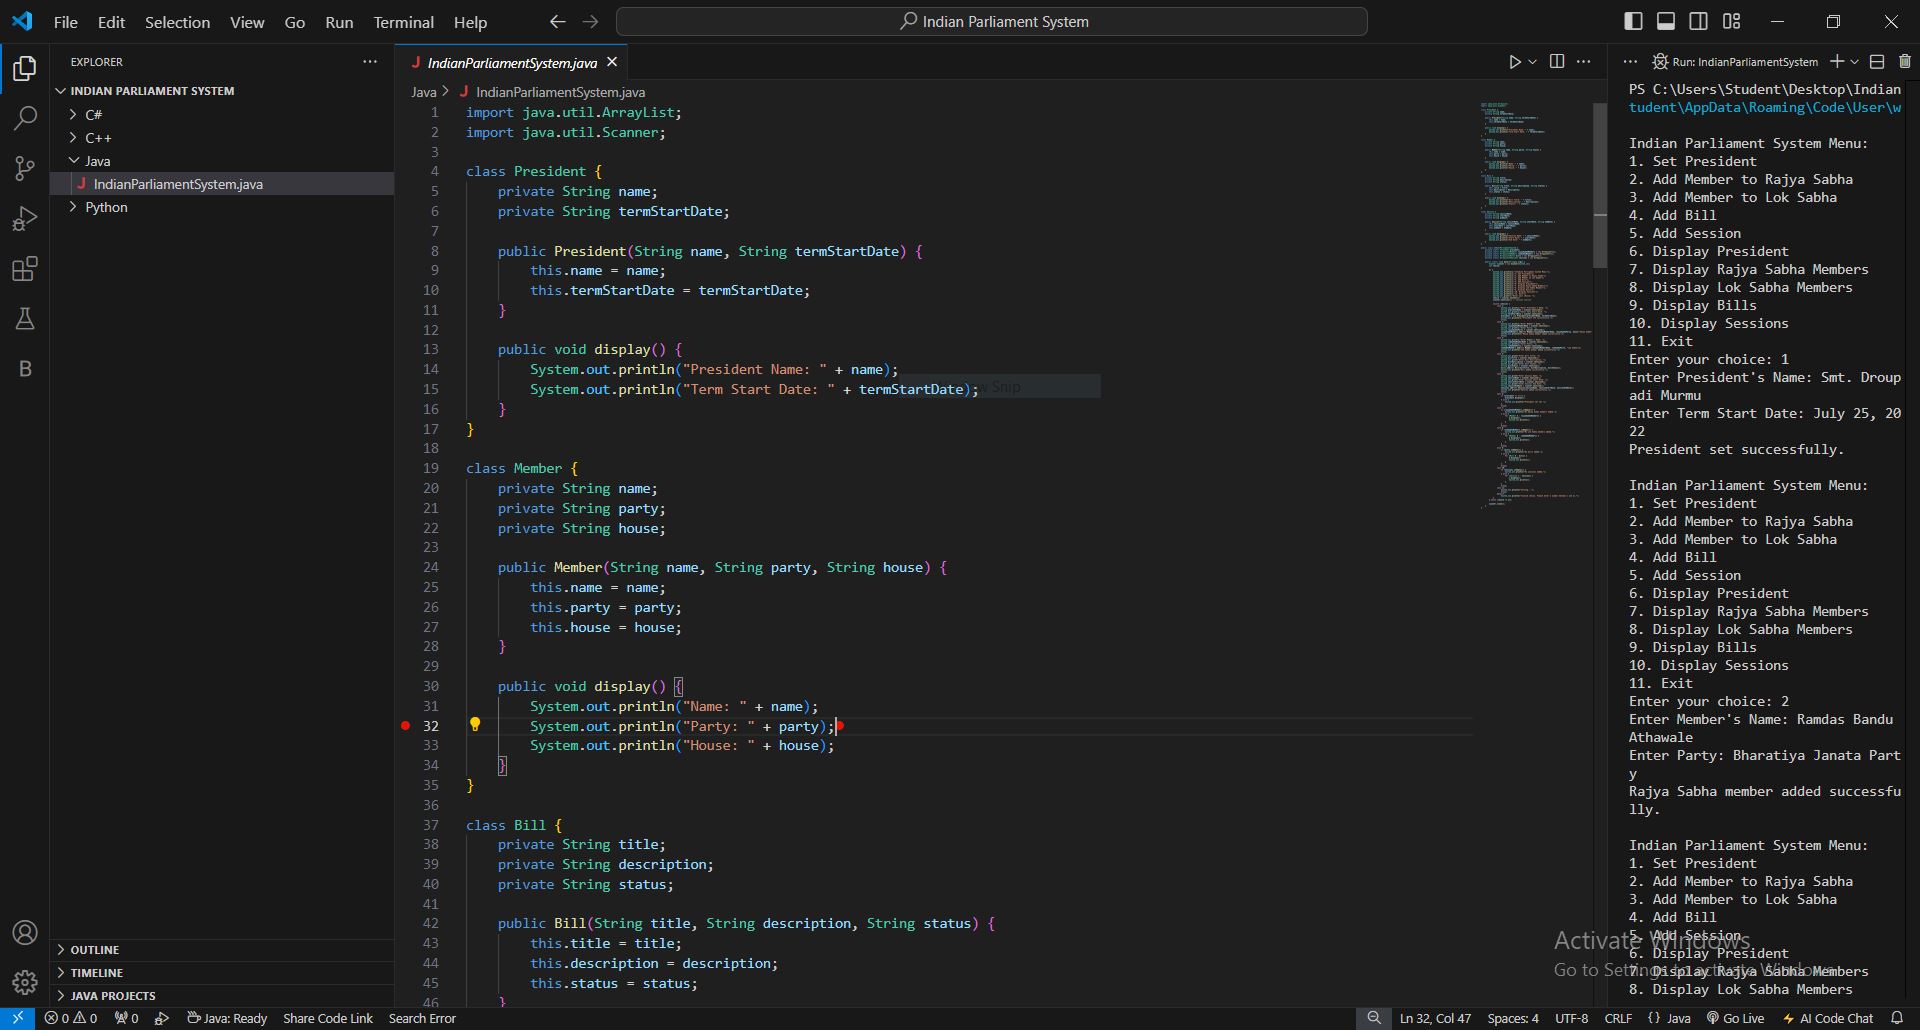 File Edit Selection View Go Run Terminal Help
Indian Parliament System
EXPLORER
INDIAN PARLIAMENT SYSTEM
C#
C++
Java
IndianParliamentSystem.java
Python
OUTLINE
TIMELINE
JAVA PROJECTS
IndianParliamentSystem.java
Java > IndianParliamentSystem.java
1 import java.util.ArrayList;
2 import java.util.Scanner;
3
4 class President {
5 private String name;
6 private String termStartDate;
7
8 public President(String name, String termStartDate) {
9 this.name = name;
10 this.termStartDate = termStartDate;
11 }
12
13 public void display() {
14 System.out.println("President Name: " + name);
15 System.out.println("Term Start Date: " + termStartDate);
16 }
17 }
18
19 class Member {
20 private String name;
21 private String party;
22 private String house;
23
24 public Member(String name, String party, String house) {
25 this.name = name;
26 this.party = party;
27 this.house = house;
28 }
29
30 public void display() {
31 System.out.println("Name: " + name);
32 System.out.println("Party: " + party);
33 System.out.println("House: " + house);
34 }
35 }
36
37 class Bill {
38 private String title;
39 private String description;
40 private String status;
41
42 public Bill(String title, String description, String status) {
43 this.title = title;
44 this.description = description;
45 this.status = status;
46 }
Snip
Run: IndianParliamentSystem
PS C:\Users\Student\Desktop\Indian
tudent\AppData\Roaming\Code\User\w
Indian Parliament System Menu:
1. Set President
2. Add Member to Rajya Sabha
3. Add Member to Lok Sabha
4. Add Bill
5. Add Session
6. Display President
7. Display Rajya Sabha Members
8. Display Lok Sabha Members
9. Display Bills
10. Display Sessions
11. Exit
Enter your choice: 1
Enter President's Name: Smt. Droup
adi Murmu
Enter Term Start Date: July 25, 20
22
President set successfully.
Indian Parliament System Menu:
1. Set President
2. Add Member to Rajya Sabha
3. Add Member to Lok Sabha
4. Add Bill
5. Add Session
6. Display President
7. Display Rajya Sabha Members
8. Display Lok Sabha Members
9. Display Bills
10. Display Sessions
11. Exit
Enter your choice: 2
Enter Member's Name: Ramdas Bandu
Athawale
Enter Party: Bharatiya Janata Part
y
Rajya Sabha member added successfu
lly.
Indian Parliament System Menu:
1. Set President
2. Add Member to Rajya Sabha
3. Add Member to Lok Sabha
4. Add Bill
5. Add Session
6. Display President
7. Display Rajya Sabha Members
8. Display Lok Sabha Members
Activate Windows
Go to Settings to activate Windows.
0 0 0 Java: Ready Share Code Link Search Error
Ln 32, Col 47 Spaces: 4 UTF-8 CRLF {} Java Go Live AI Code Chat